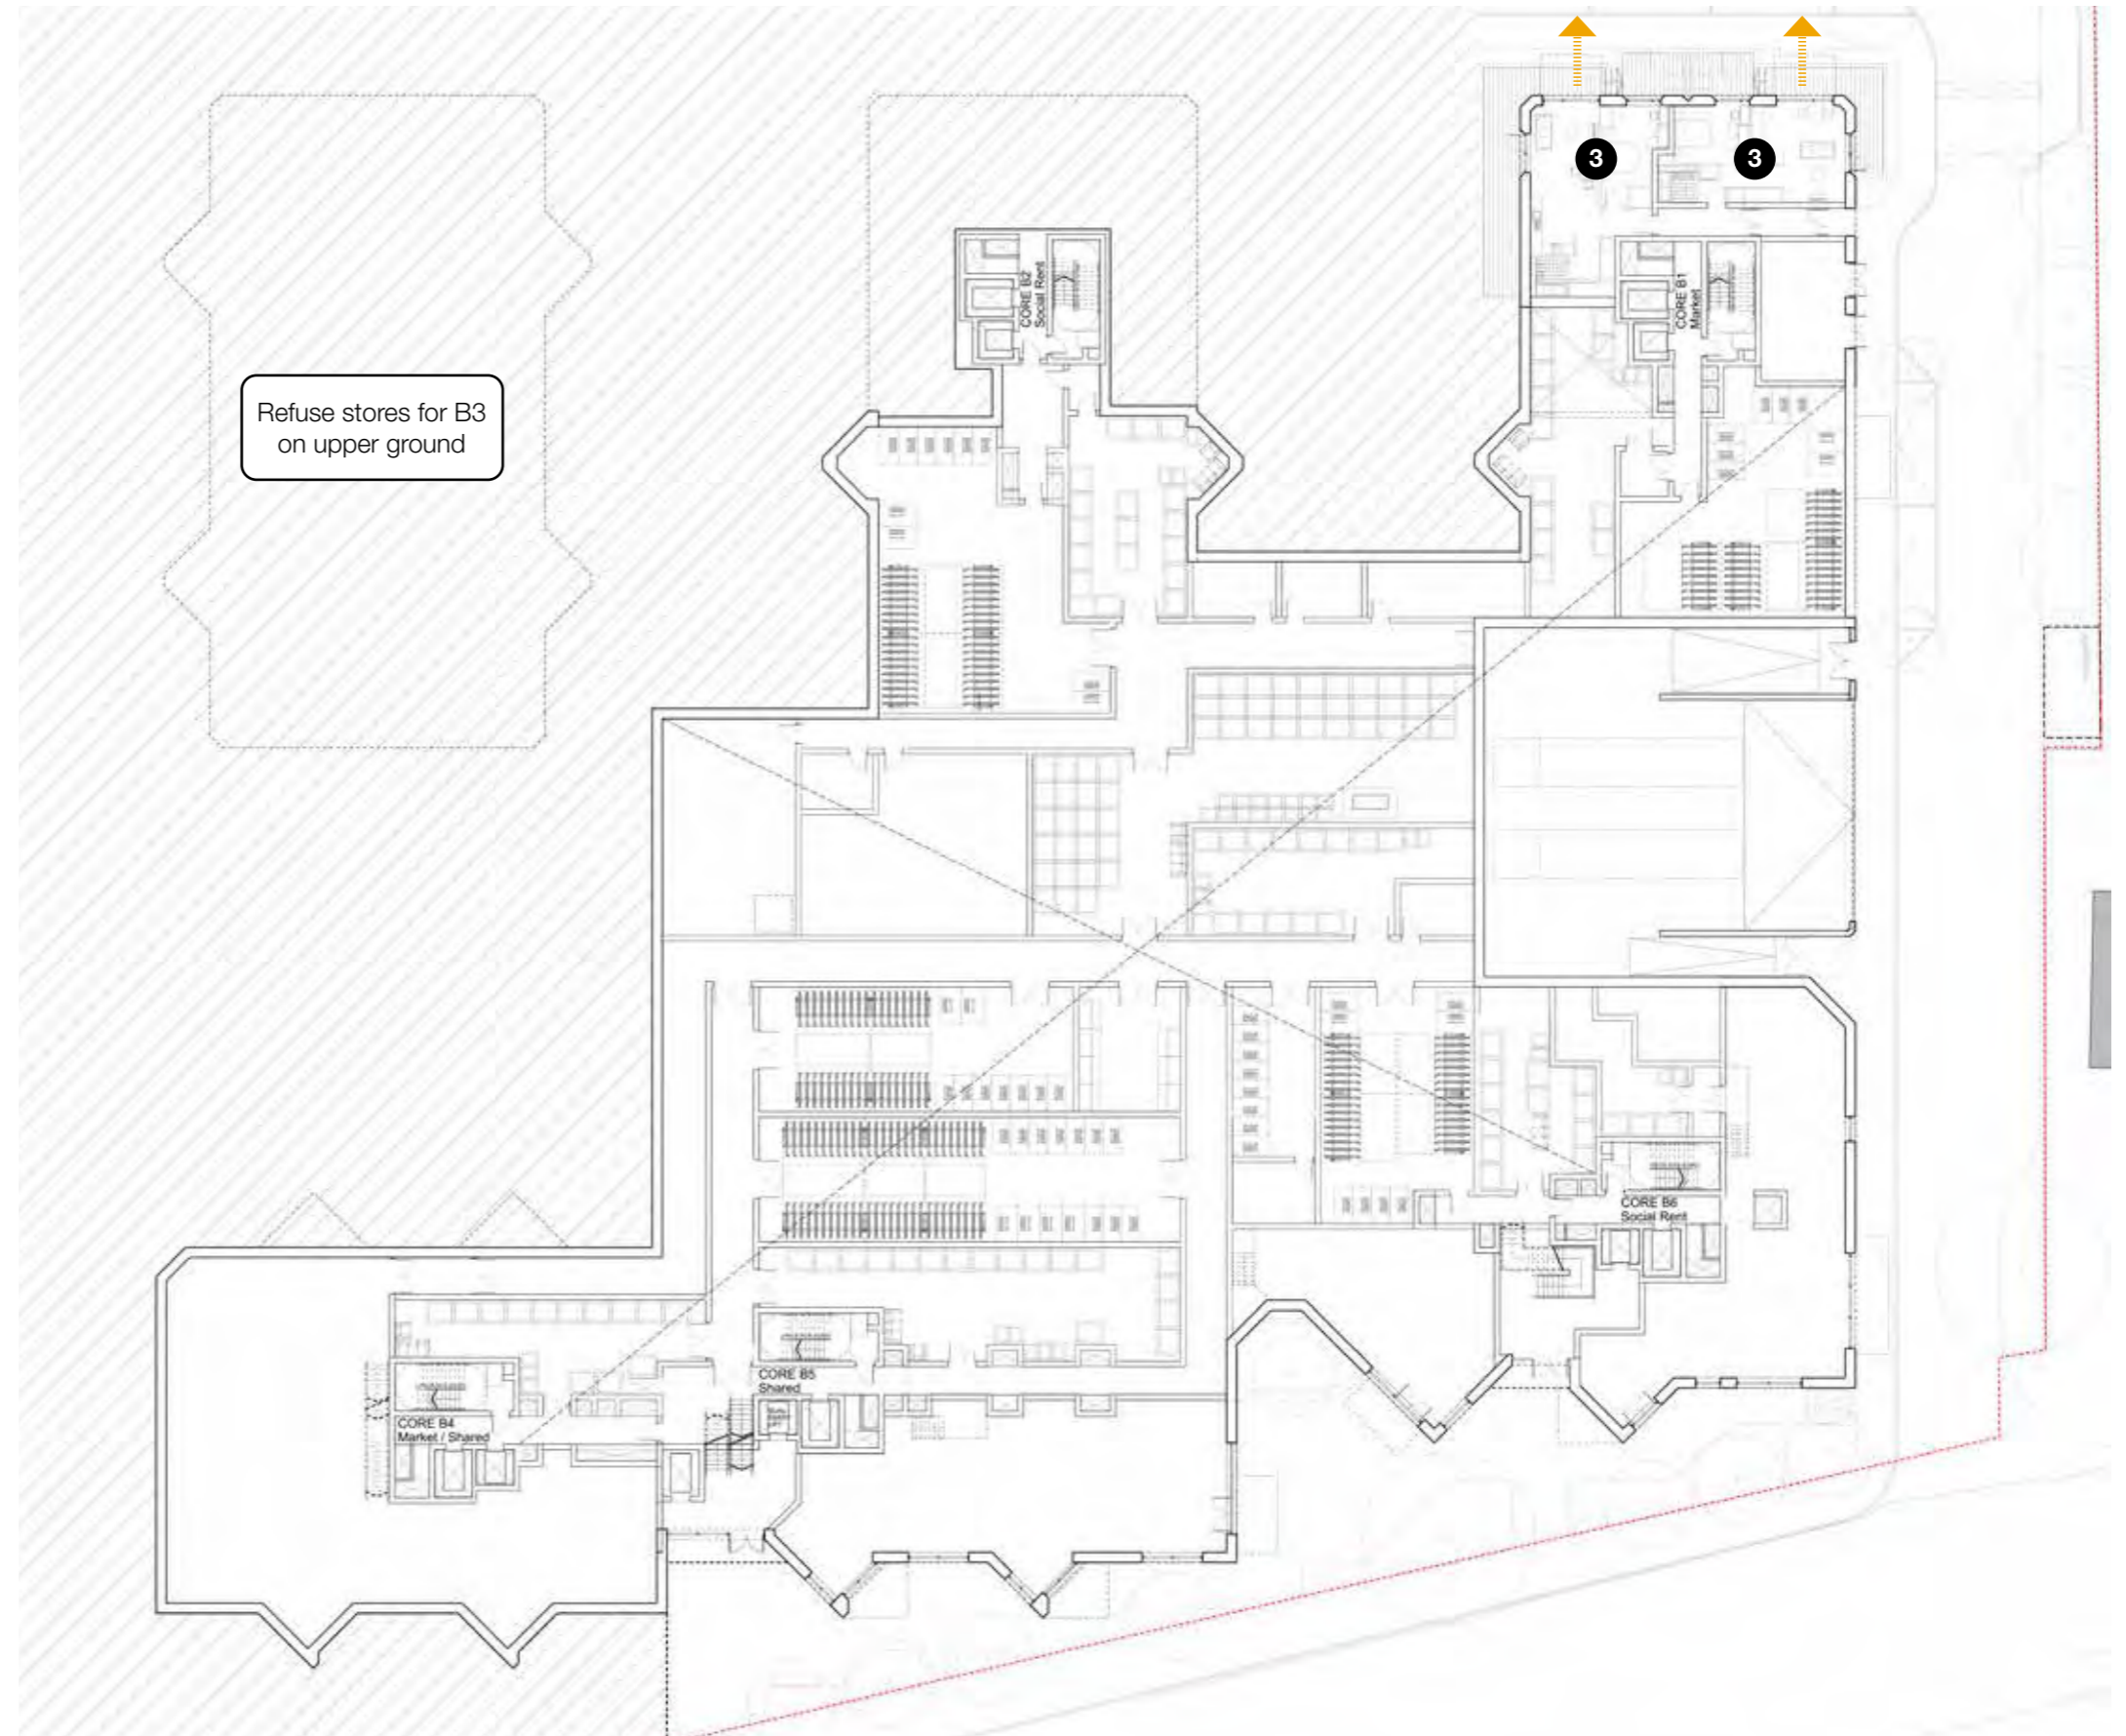 3
3
CORE B2
Social Rent
CORE B1
Market
Refuse stores for B3
on upper ground
CORE B6
Social Rent
CORE B5
Shared
CORE B4
Market / Shared